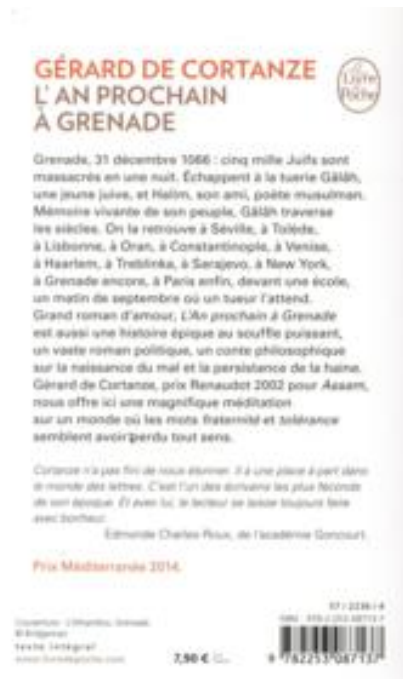 GÉRARD DE CORTANZE
L'AN PROCHAIN
À GRENADE
Le Livre de Poche
Grenade, 31 décembre 1066 : cinq mille Juifs sont
massacrés en une nuit. Échappent à la tuerie Gâlâh,
une jeune juive, et Halîm, son ami, poète musulman.
Mémoire vivante de son peuple, Gâlâh traverse
les siècles. On la retrouve à Séville, à Tolède,
à Lisbonne, à Oran, à Constantinople, à Venise,
à Haarlem, à Treblinka, à Sarajevo, à New York,
à Grenade encore, à Paris enfin, devant une école,
un matin de septembre où un tueur l'attend.
Grand roman d'amour, L'An prochain à Grenade
est aussi une histoire épique au souffle puissant,
un vaste roman politique, un conte philosophique
sur la naissance du mal et la persistance de la haine.
Gérard de Cortanze, prix Renaudot 2002 pour Assam,
nous offre ici une magnifique méditation
sur un monde où les mots fraternité et tolérance
semblent avoir perdu tout sens.
Cortanze n'a pas fini de nous étonner. Il a une place à part dans
le monde des lettres. C'est l'un des écrivains les plus féconds
de son époque. Et avec lui, le lecteur se laisse toujours faire
avec bonheur.
Edmonde Charles-Roux, de l'académie Goncourt.
Prix Méditerranée 2014.
Couverture : L'Alhambra, Grenade.
© Bridgeman
texte intégral
www.livredepoche.com
7,90 €
9 782253 087137